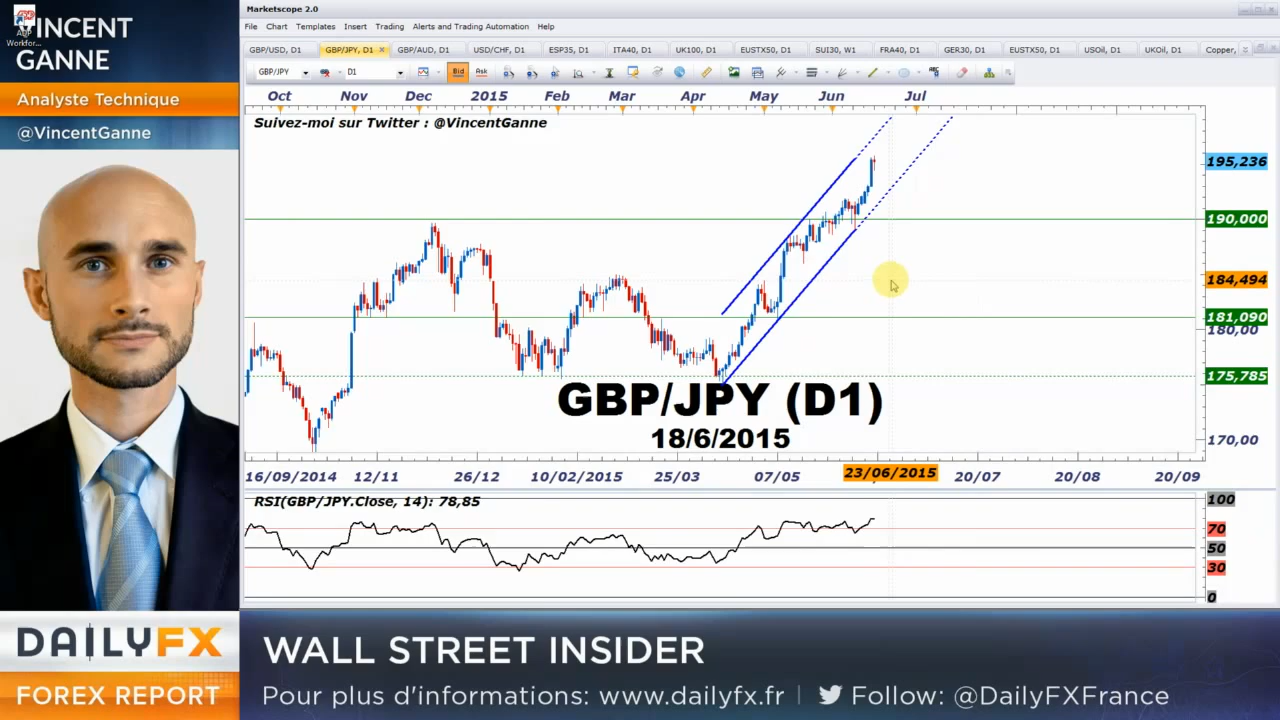 VINCENT
GANNE
Workfor...
Analyste Technique
@VincentGanne
DAILYFX
FOREX REPORT
Marketscope 2.0
File Chart Templates Insert Trading Alerts and Trading Automation Help
GBP/USD, D1 GBP/JPY, D1 GBP/AUD, D1 USD/CHF, D1 ESP35, D1 ITA40, D1 UK100, D1 EUSTX50, D1 SUI30, W1 FRA40, D1 GER30, D1 EUSTX50, D1 USOil, D1 UKOil, D1 Copper,
GBP/JPY D1 Bid Ask ABC
Oct Nov Dec 2015 Feb Mar Apr May Jun Jul
Suivez-moi sur Twitter : @VincentGanne
195,236
190,000
184,494
181,090
180,00
175,785
170,00
GBP/JPY (D1)
18/6/2015
16/09/2014 12/11 26/12 10/02/2015 25/03 07/05 23/06/2015 20/07 20/08 20/09
RSI(GBP/JPY.Close, 14): 78,85
100
70
50
30
0
WALL STREET INSIDER
Pour plus d'informations: www.dailyfx.fr | Follow: @DailyFXFrance